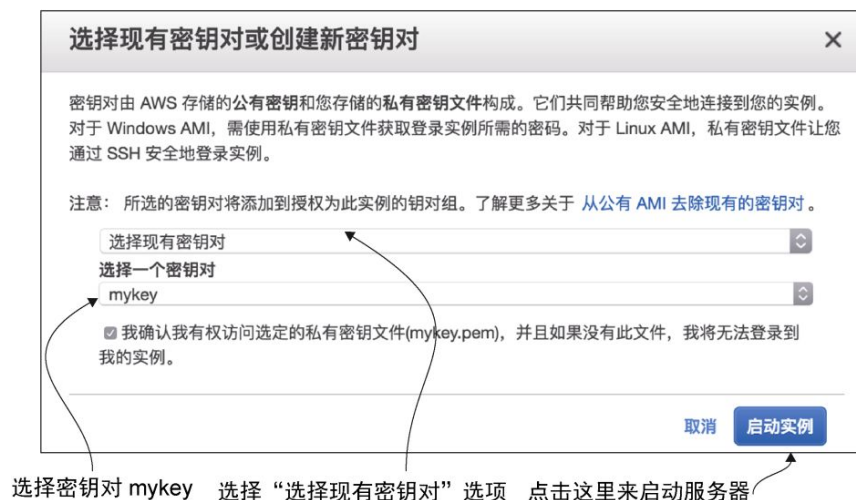 选择现有密钥对或创建新密钥对
密钥对由 AWS 存储的公有密钥和您存储的私有密钥文件构成。它们共同帮助您安全地连接到您的实例。
对于 Windows AMI，需使用私有密钥文件获取登录实例所需的密码。对于 Linux AMI，私有密钥文件让您
通过 SSH 安全地登录实例。
注意： 所选的密钥对将添加到授权为此实例的钥对组。了解更多关于 从公有 AMI 去除现有的密钥对 。
选择现有密钥对
选择一个密钥对
mykey
我确认我有权访问选定的私有密钥文件(mykey.pem)，并且如果没有此文件，我将无法登录到
我的实例。
取消 启动实例
选择密钥对 mykey 选择“选择现有密钥对”选项 点击这里来启动服务器